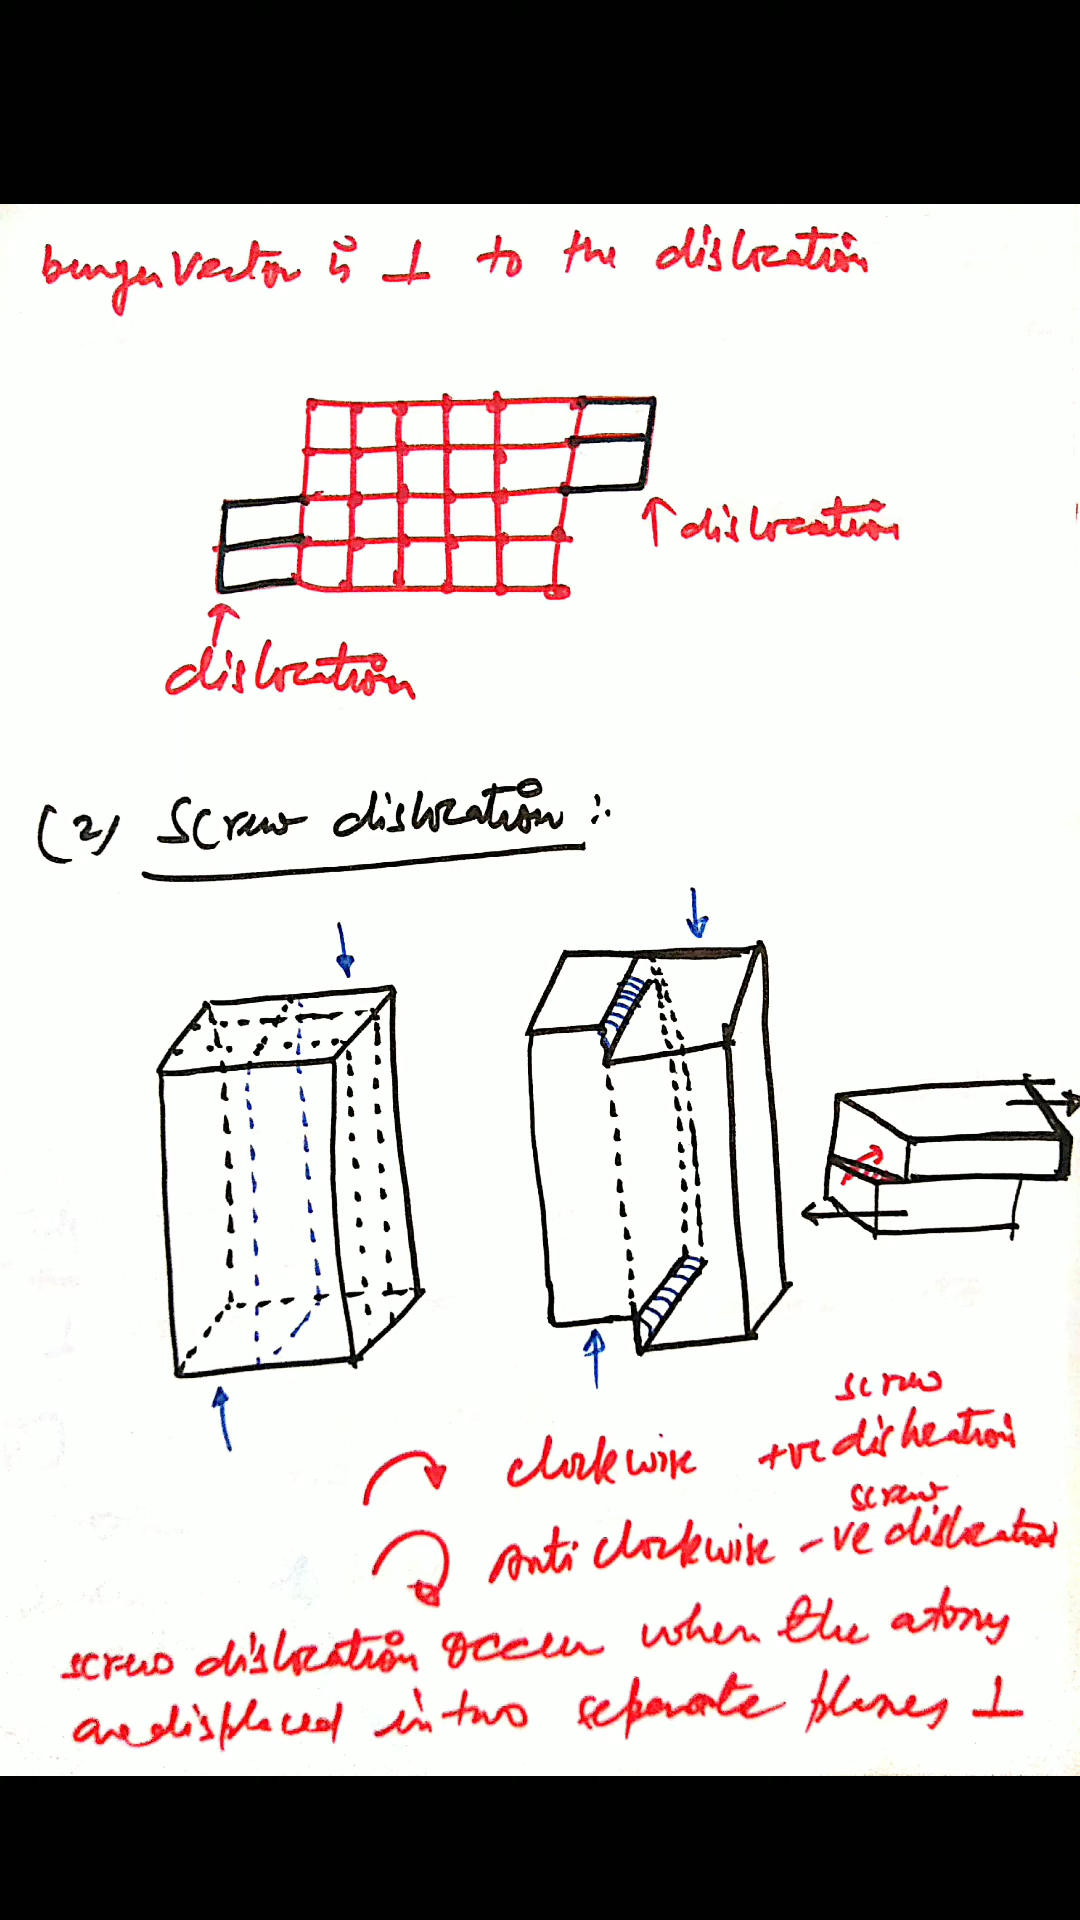 burger vector is ⊥ to the dislocation
↑ dislocation
↑
dislocation
(2) Screw dislocation :.
screw
clockwise +ve dislocation
screw
Anti clockwise -ve dislocation
screw dislocation occur when the atoms
are displaced in two separate planes ⊥